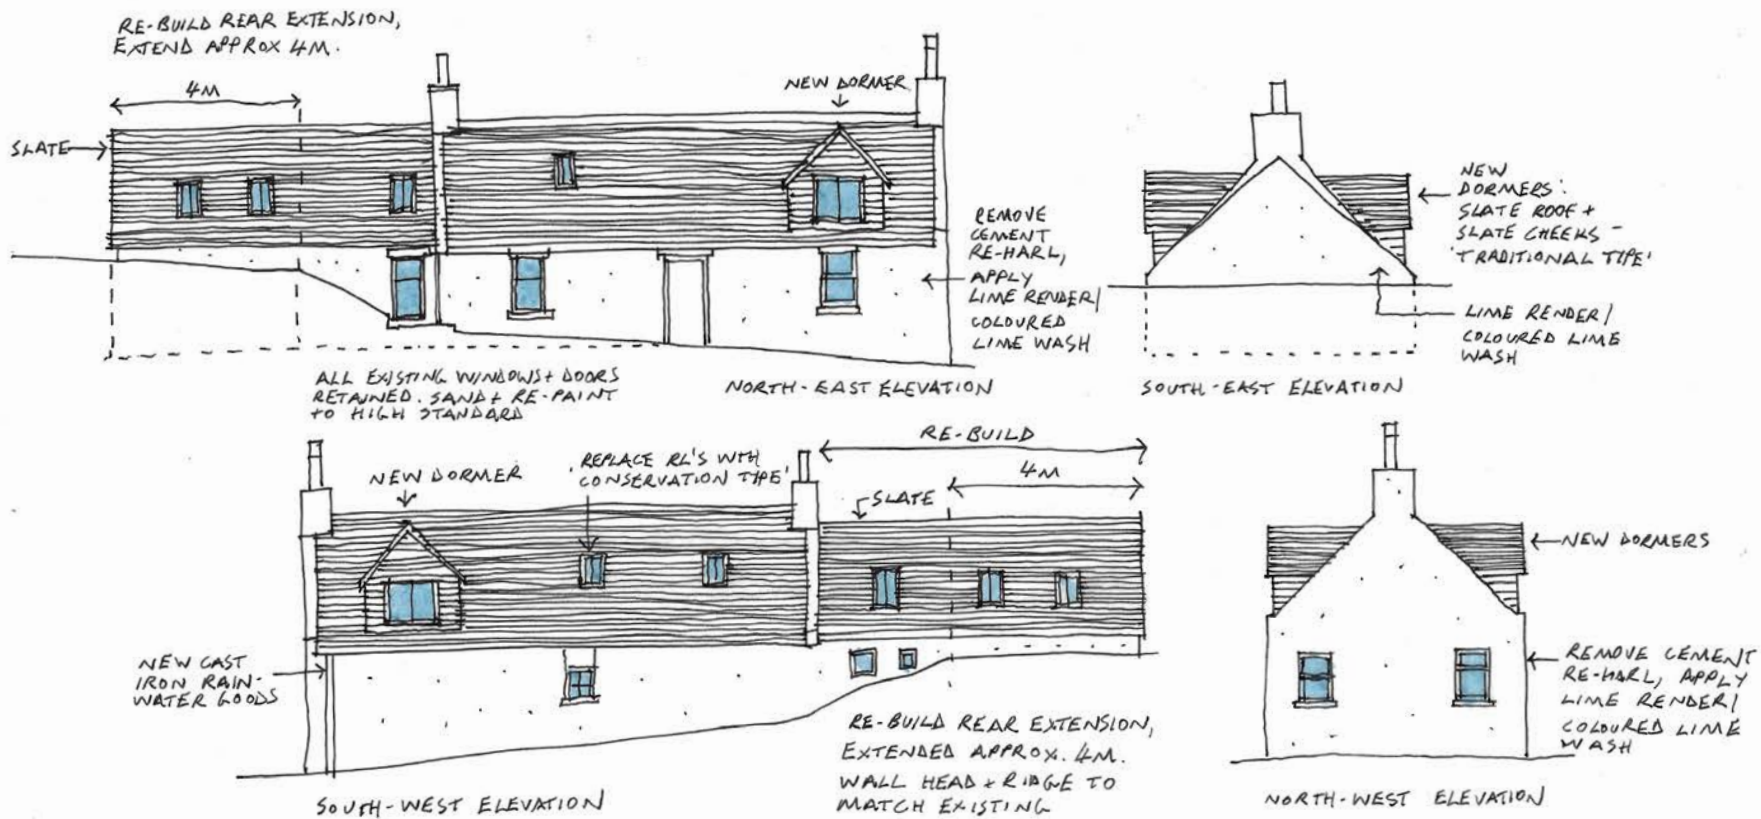 RE-BUILD REAR EXTENSION,
EXTEND APPROX 4M.
4M
NEW DORMER
SLATE
REMOVE
CEMENT
RE-HARL,
APPLY
LIME RENDER/
COLOURED
LIME WASH
ALL EXISTING WINDOWS + DOORS
RETAINED. SAND + RE-PAINT
TO HIGH STANDARD
NORTH-EAST ELEVATION
NEW
DORMERS:
SLATE ROOF +
SLATE CHEEKS -
'TRADITIONAL TYPE'
LIME RENDER/
COLOURED LIME
WASH
SOUTH-EAST ELEVATION
NEW DORMER
REPLACE RL'S WITH
'CONSERVATION TYPE'
RE-BUILD
4M
SLATE
NEW CAST
IRON RAIN-
WATER GOODS
RE-BUILD REAR EXTENSION,
EXTENDED APPROX. 4M.
WALL HEAD + RIDGE TO
MATCH EXISTING
SOUTH-WEST ELEVATION
NEW DORMERS
REMOVE CEMENT
RE-HARL, APPLY
LIME RENDER/
COLOURED LIME
WASH
NORTH-WEST ELEVATION